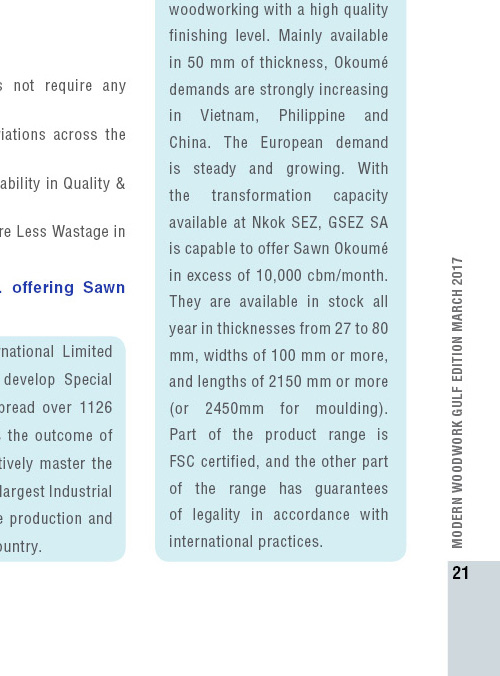 not require any
across the
ability in Quality &
Less Wastage in
. offering Sawn
Limited
develop Special
over 1126
the outcome of
master the
largest Industrial
production and
woodworking with a high quality
finishing level. Mainly available
in 50 mm of thickness, Okoumé
demands are strongly increasing
in Vietnam, Philippine and
China. The European demand
is steady and growing. With
the transformation capacity
available at Nkok SEZ, GSEZ SA
is capable to offer Sawn Okoumé
in excess of 10,000 cbm/month.
They are available in stock all
year in thicknesses from 27 to 80
mm, widths of 100 mm or more,
and lengths of 2150 mm or more
(or 2450mm for moulding).
Part of the product range is
FSC certified, and the other part
of the range has guarantees
of legality in accordance with
international practices.
MODERN WOODWORK GULF EDITION MARCH 2017
21